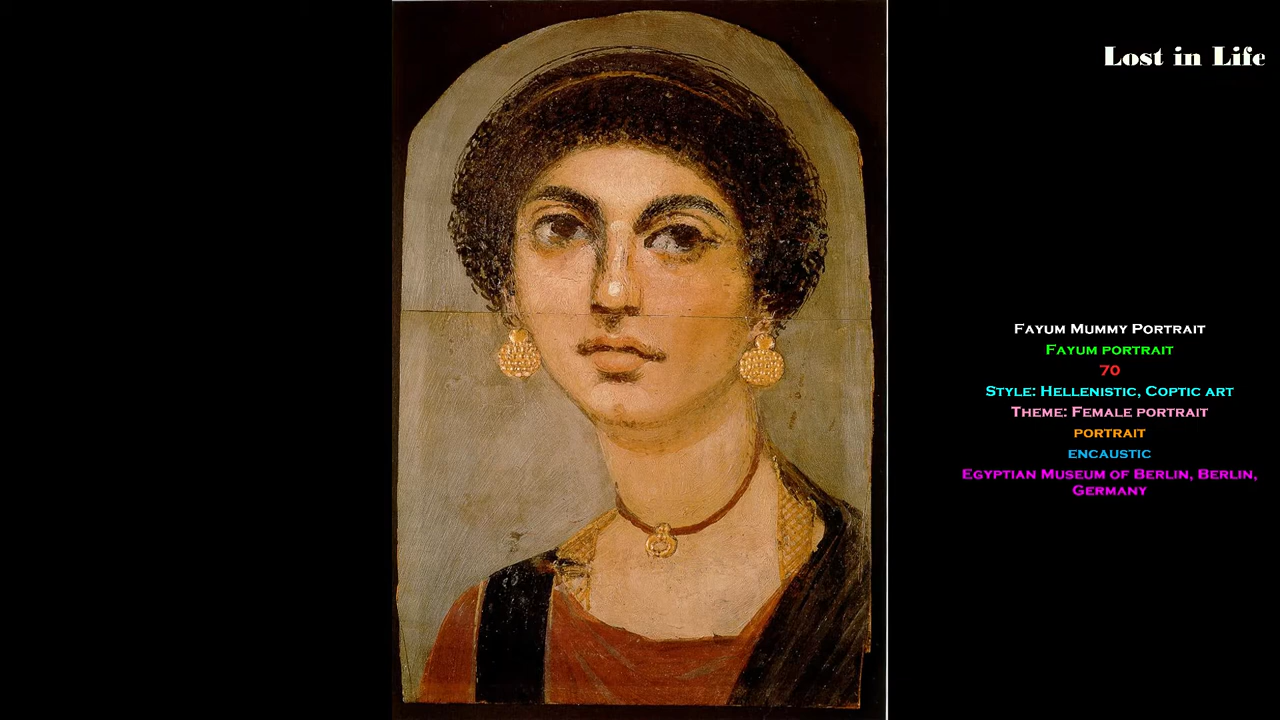 Lost in Life
Fayum Mummy Portrait
Fayum portrait
70
Style: Hellenistic, Coptic art
Theme: Female portrait
portrait
encaustic
Egyptian Museum of Berlin, Berlin,
Germany